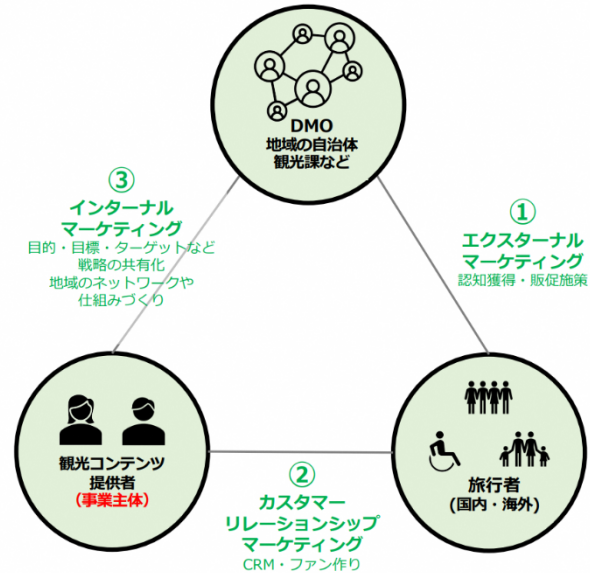 DMO
地域の自治体
観光課など
③
インターナル
マーケティング
目的・目標・ターゲットなど
戦略の共有化
地域のネットワークや
仕組みづくり
①
エクスターナル
マーケティング
認知獲得・販促施策
観光コンテンツ
提供者
（事業主体）
②
カスタマー
リレーションシップ
マーケティング
CRM・ファン作り
旅行者
(国内・海外)